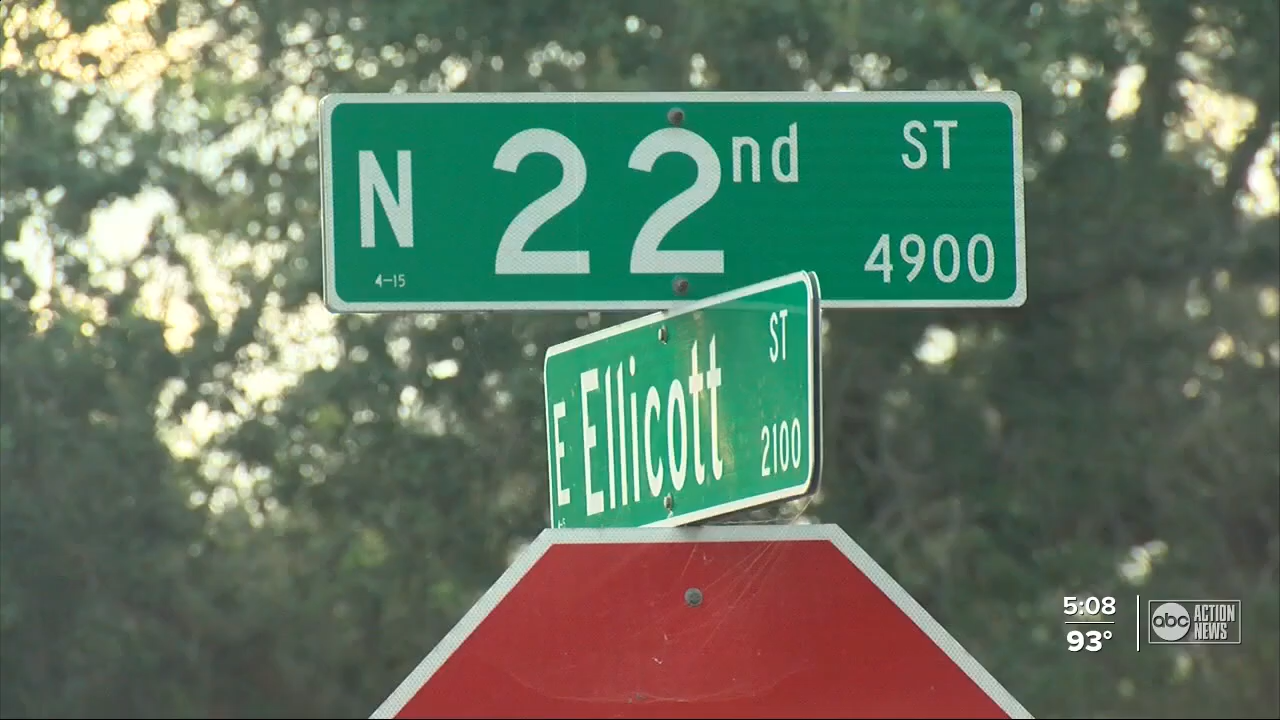 N 22nd ST
4-15 4900
E Ellicott ST
2100
5:08
93°
abc ACTION NEWS